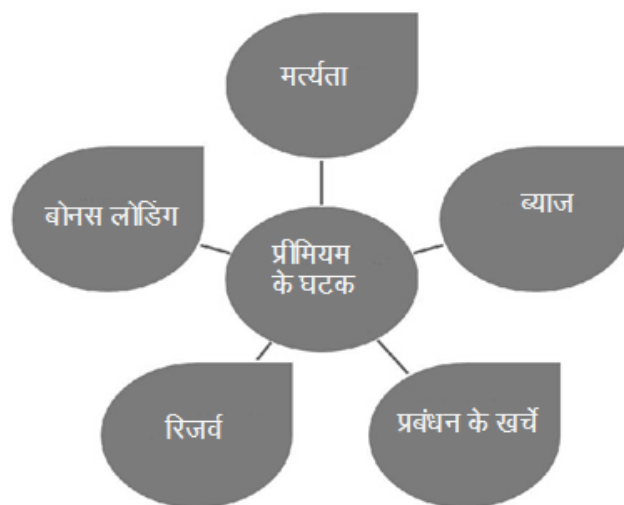 मर्त्यता
बोनस लोडिंग
ब्याज
प्रीमियम
के घटक
रिजर्व
प्रबंधन के खर्चे